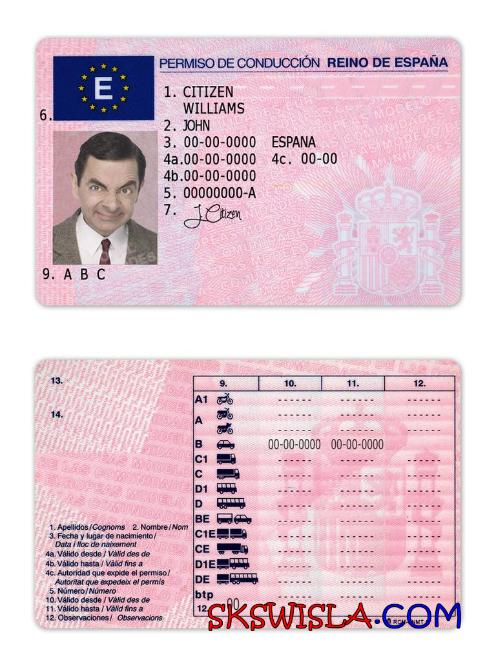 E
PERMISO DE CONDUCCIÓN REINO DE ESPAÑA
1. CITIZEN
WILLIAMS
2. JOHN
3. 00-00-0000 ESPANA
4a.00-00-0000 4c. 00-00
4b.00-00-0000
5. 00000000-A
6.
7. J.Citizen
9. A B C
13.
14.
9. 10. 11. 12.
A1 ------ ------ ------
A ------ ------ ------
------ ------ ------
B 00-00-0000 00-00-0000 ------
C1 ------ ------ ------
C ------ ------ ------
D1 ------ ------ ------
D ------ ------ ------
BE ------ ------ ------
C1E ------ ------ ------
CE ------ ------ ------
D1E ------ ------ ------
DE ------ ------ ------
btp ------ ------ ------
12. 00
1. Apellidos/Cognoms 2. Nombre/Nom
3. Fecha y lugar de nacimiento/
Data i lloc de naixement
4a. Válido desde / Vàlid des de
4b. Válido hasta / Vàlid fins a
4c. Autoridad que expide el permiso/
Autoritat que expedeix el permís
5. Número/Número
10. Válido desde / Vàlid des de
11. Válido hasta / Vàlid fins a
12. Observaciones/ Observacions
SKSWISLA.COM